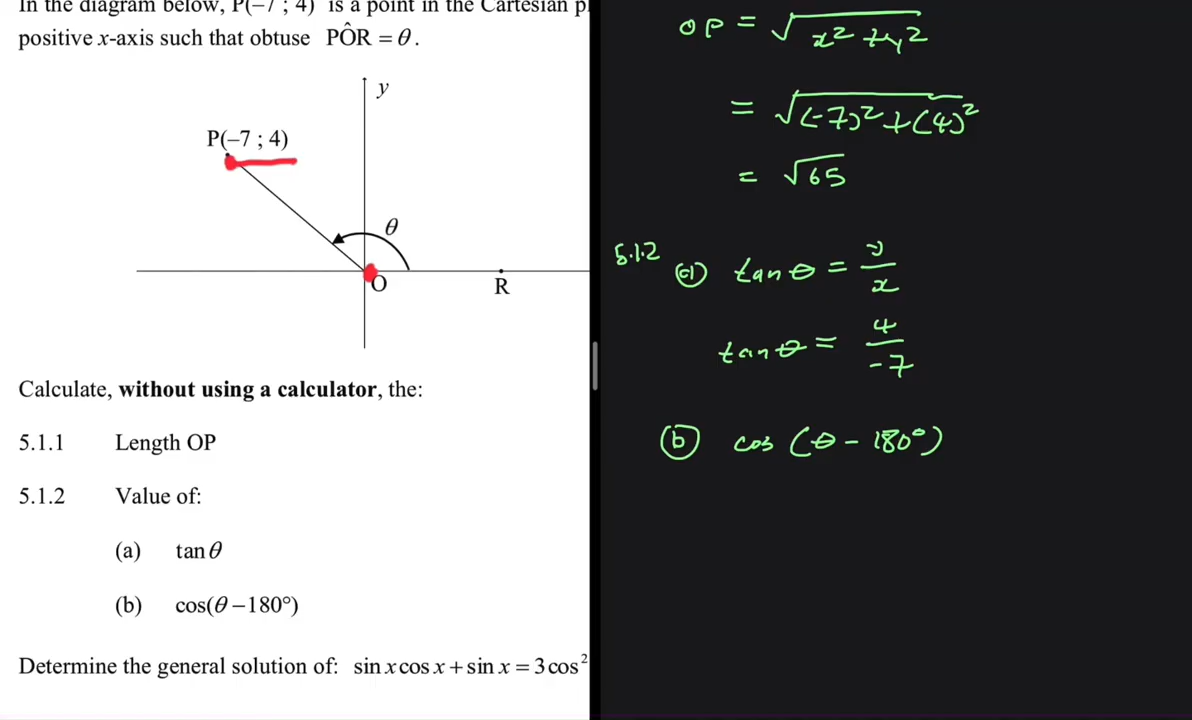 In the diagram below, P(–7 ; 4) is a point in the Cartesian p
positive x-axis such that obtuse PÔR = θ.
y
P(–7 ; 4)
θ
O
R
Calculate, without using a calculator, the:
5.1.1 Length OP
5.1.2 Value of:
(a) tan θ
(b) cos(θ – 180°)
Determine the general solution of: sin x cos x + sin x = 3cos²
OP = √(x² + y²)
= √((-7)² + (4)²)
= √65
5.1.2 (a) tan θ = y/x
tan θ = 4/-7
(b) cos (θ - 180°)